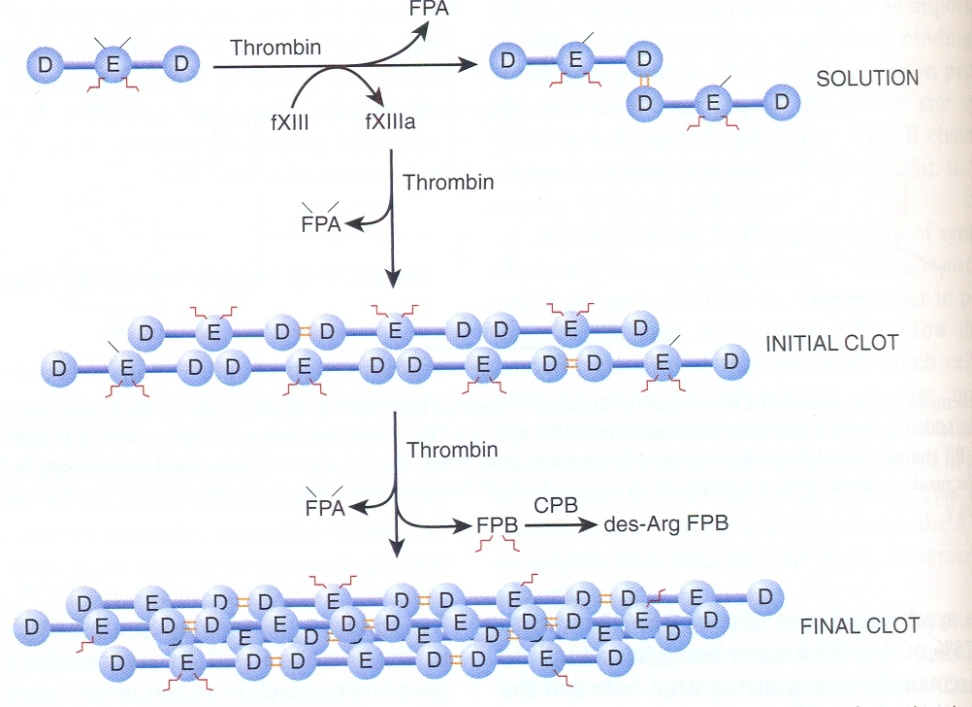 FPA
D E D Thrombin D E D
SOLUTION
D E D
fXIII fXIIIa
Thrombin
FPA
D E D D E D D E D
INITIAL CLOT
D E D D E D D E D D E D
Thrombin
FPA FPB CPB des-Arg FPB
D E D D E D D E D D E D
D E D D E D D E D D E D
FINAL CLOT
E D E D E D
D E D D E D D E D